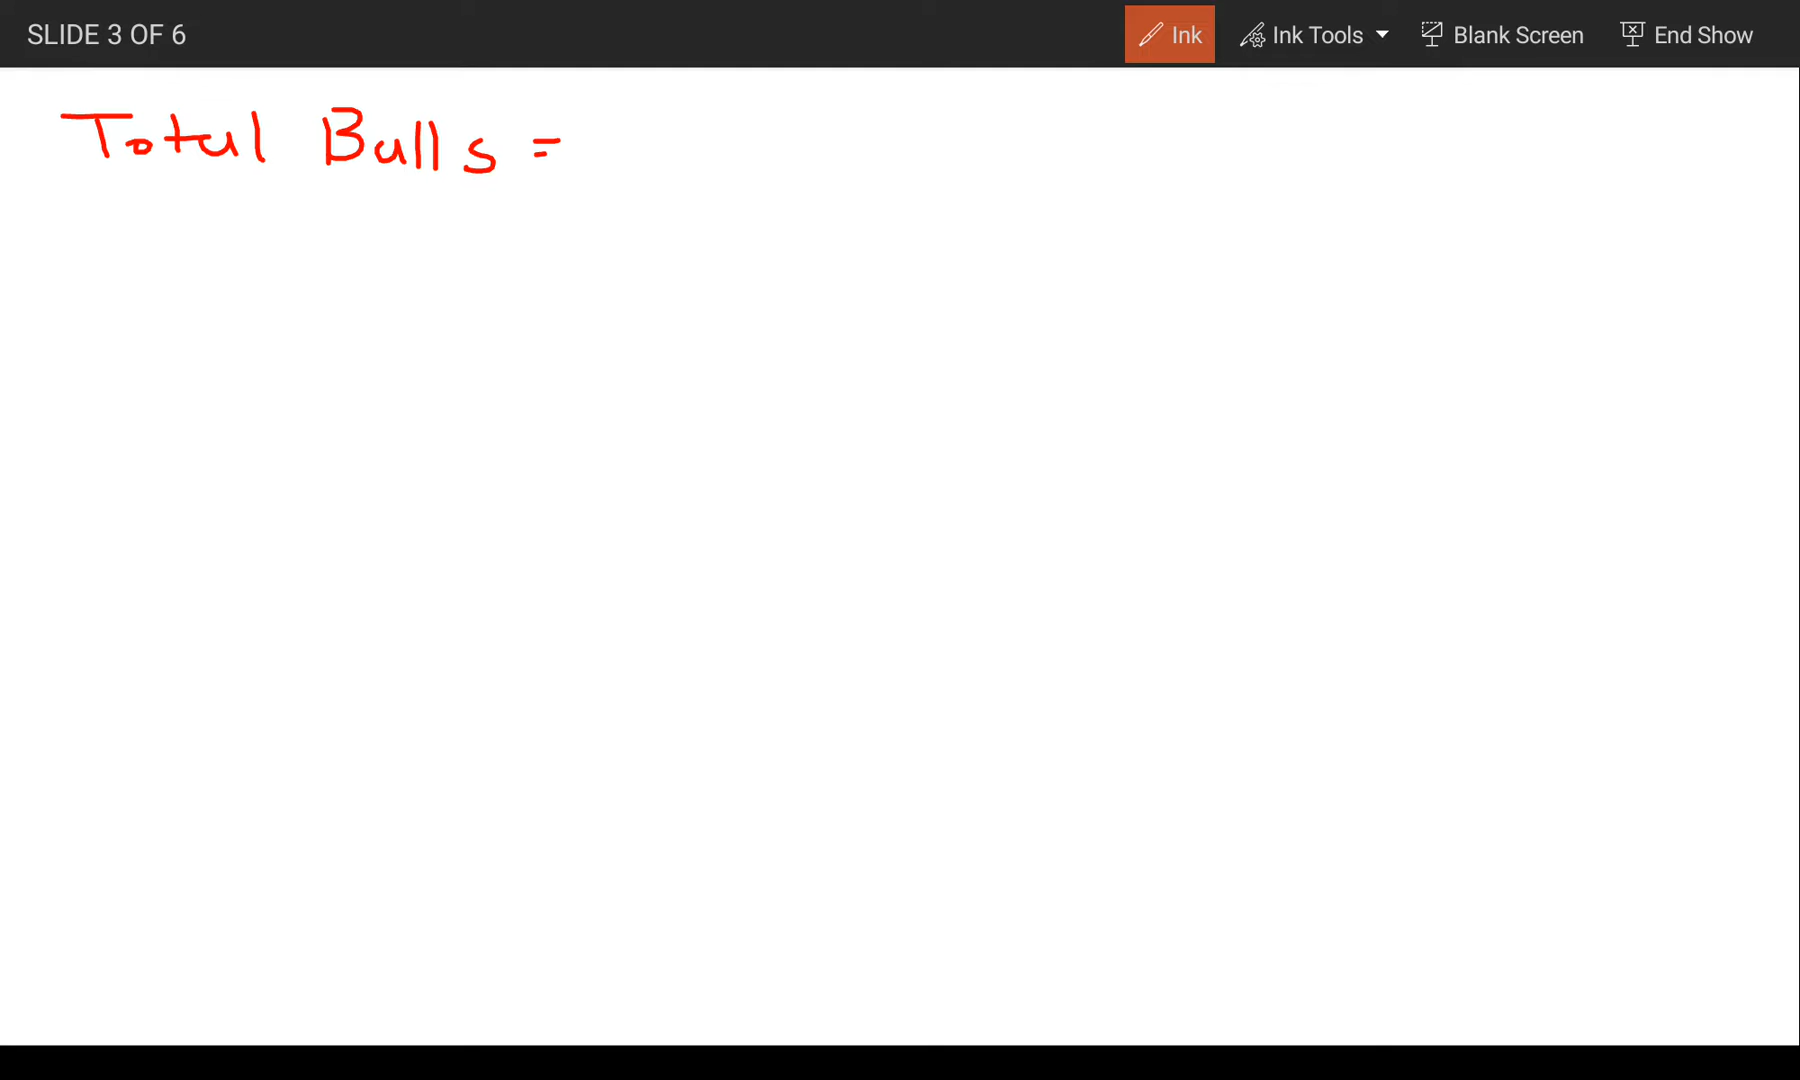 SLIDE 3 OF 6 Ink Ink Tools Blank Screen End Show
Total Balls =